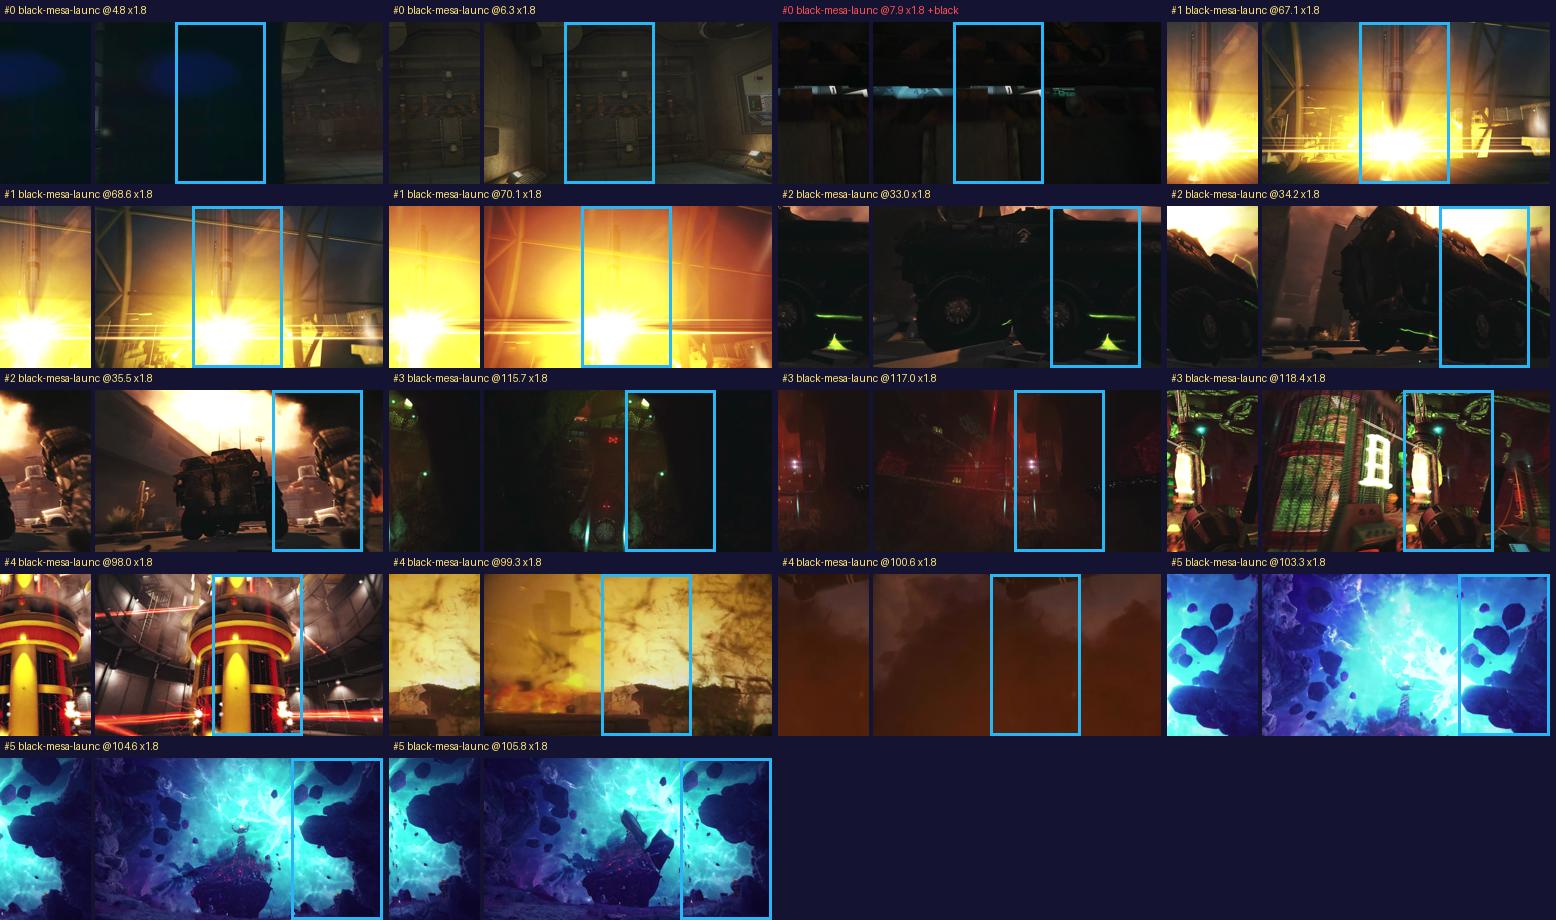 #0 black-mesa-launc @4.8 x1.8
#0 black-mesa-launc @6.3 x1.8
#0 black-mesa-launc @7.9 x1.8 +black
#1 black-mesa-launc @67.1 x1.8
#1 black-mesa-launc @68.6 x1.8
#1 black-mesa-launc @70.1 x1.8
#2 black-mesa-launc @33.0 x1.8
#2 black-mesa-launc @34.2 x1.8
#2 black-mesa-launc @35.5 x1.8
#3 black-mesa-launc @115.7 x1.8
#3 black-mesa-launc @117.0 x1.8
#3 black-mesa-launc @118.4 x1.8
#4 black-mesa-launc @98.0 x1.8
#4 black-mesa-launc @99.3 x1.8
#4 black-mesa-launc @100.6 x1.8
#5 black-mesa-launc @103.3 x1.8
#5 black-mesa-launc @104.6 x1.8
#5 black-mesa-launc @105.8 x1.8